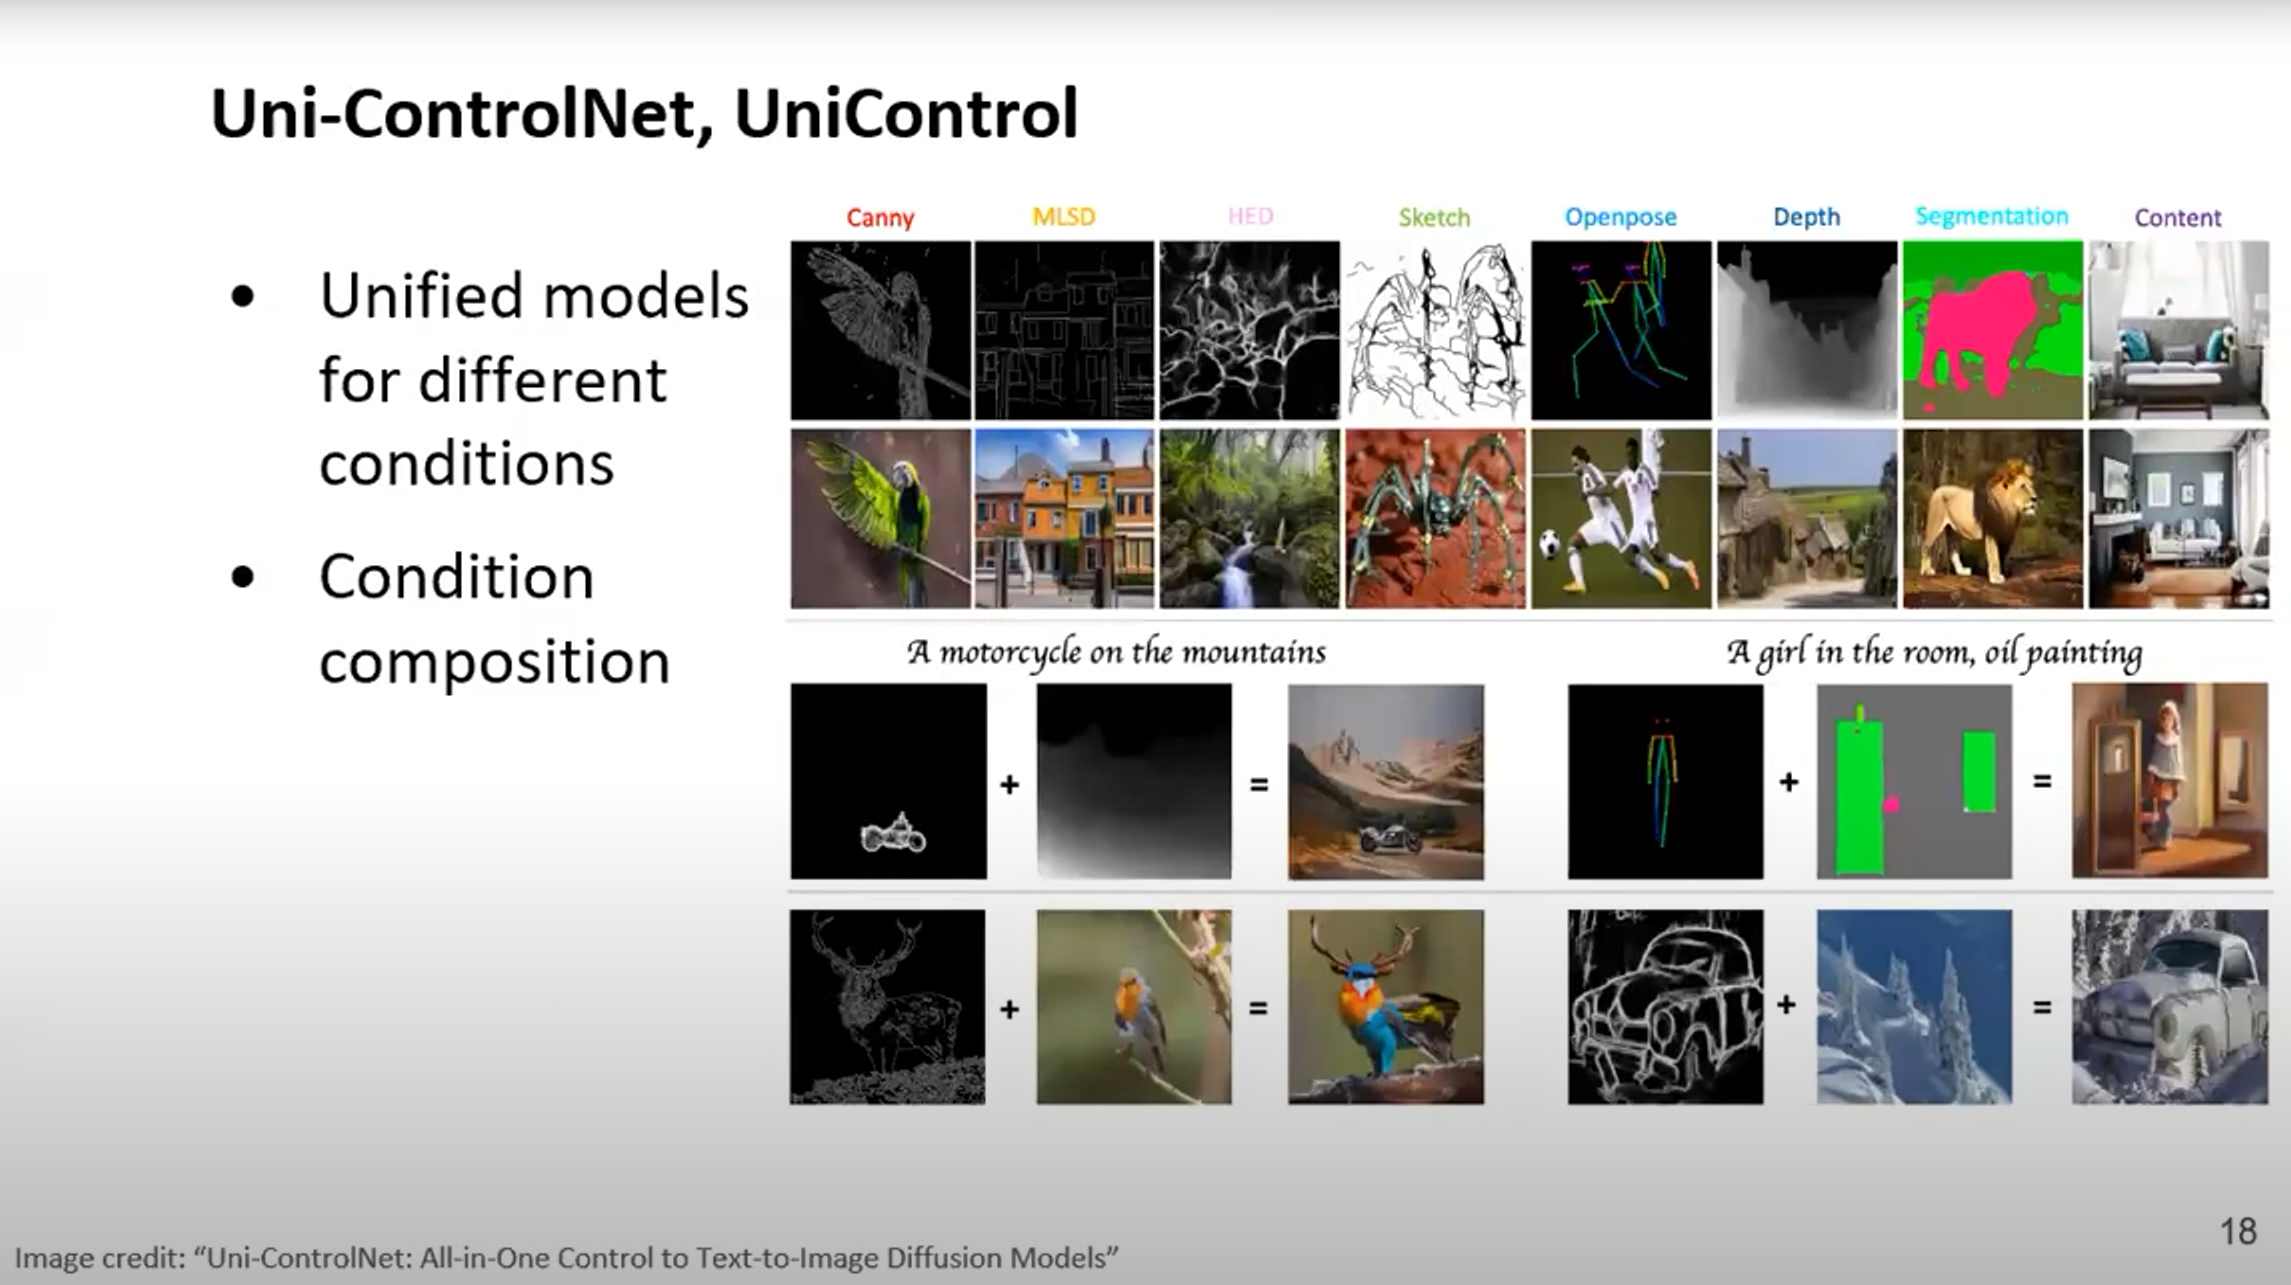 Uni-ControlNet, UniControl
• Unified models
for different
conditions
• Condition
composition
Canny MLSD HED Sketch Openpose Depth Segmentation Content
A motorcycle on the mountains
A girl in the room, oil painting
+ = + =
+ = + =
Image credit: “Uni-ControlNet: All-in-One Control to Text-to-Image Diffusion Models”
18